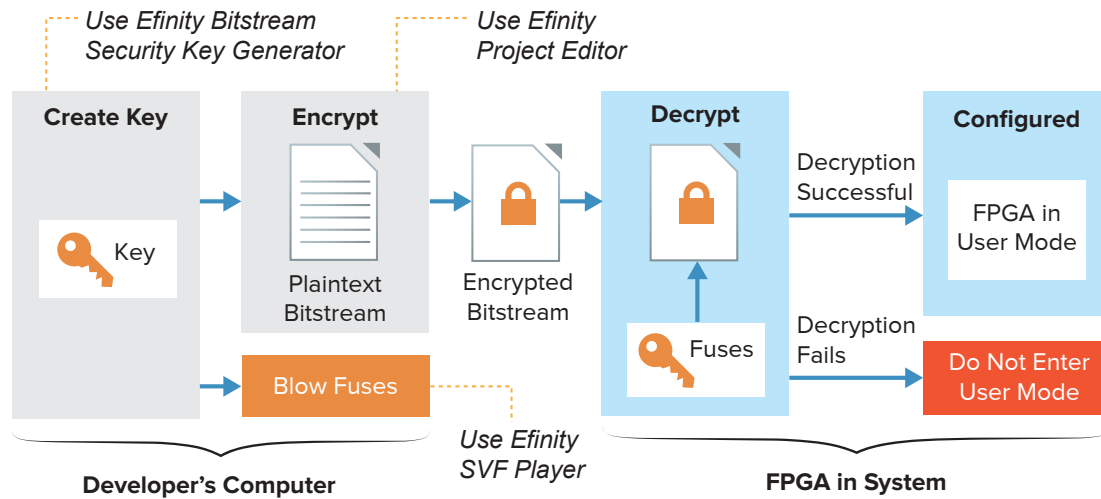 Use Efinity Bitstream
Security Key Generator
Use Efinity
Project Editor
Create Key
Key
Encrypt
Plaintext
Bitstream
Encrypted
Bitstream
Blow Fuses
Use Efinity
SVF Player
Developer's Computer
Decrypt
Fuses
Decryption
Successful
Decryption
Fails
Configured
FPGA in
User Mode
Do Not Enter
User Mode
FPGA in System